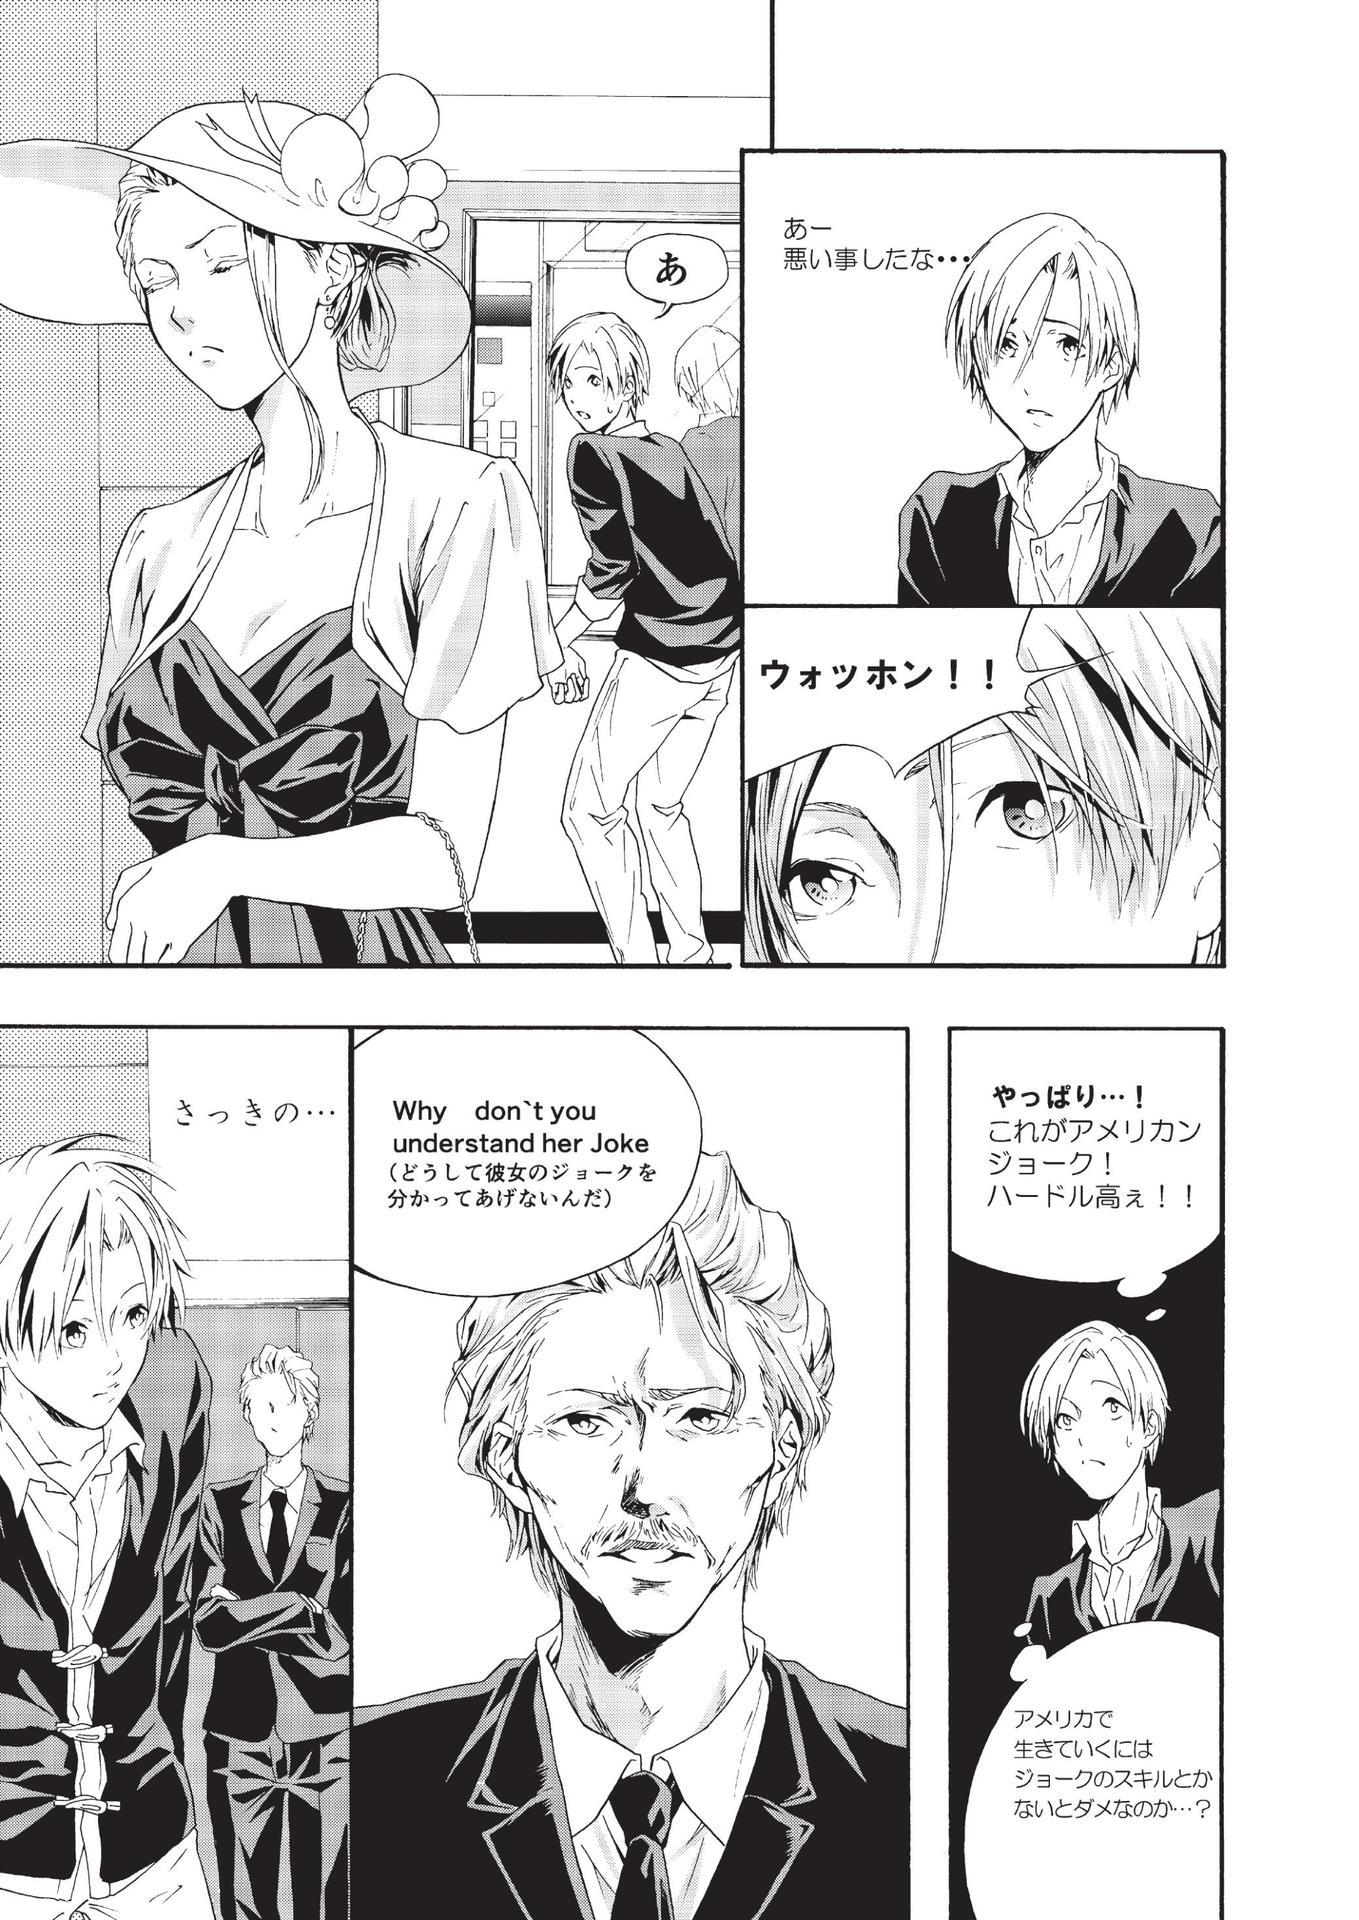 あ
あー
悪い事したな・・・
ウォッホン！！
さっきの…
Why don`t you
understand her Joke
（どうして彼女のジョークを
分かってあげないんだ）
やっぱり…！
これがアメリカン
ジョーク！
ハードル高ぇ！！
アメリカで
生きていくには
ジョークのスキルとか
ないとダメなのか…？